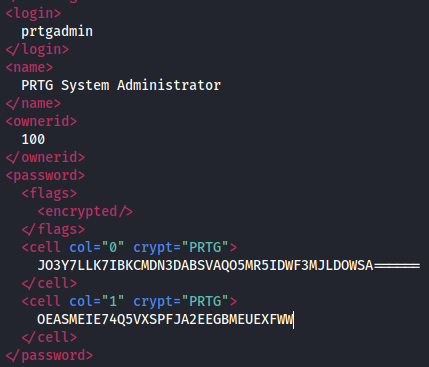 <login>
prtgadmin
</login>
<name>
PRTG System Administrator
</name>
<ownerid>
100
</ownerid>
<password>
<flags>
<encrypted/>
</flags>
<cell col="0" crypt="PRTG">
JO3Y7LLK7IBKCMDN3DABSVAQO5MR5IDWF3MJLDOWSA======
</cell>
<cell col="1" crypt="PRTG">
OEASMEIE74Q5VXSPFJA2EEGBMEUEXFWW
</cell>
</password>